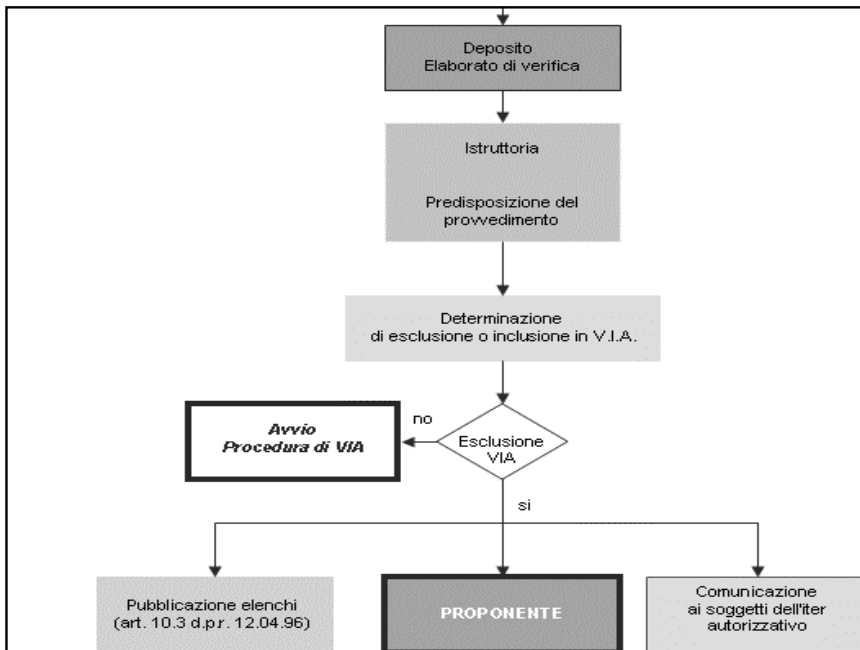 Deposito
Elaborato di verifica
Istruttoria
Predisposizione del
provvedimento
Determinazione
di esclusione o inclusione in V.I.A.
no
Avvio
Procedura di VIA
Esclusione
VIA
si
Pubblicazione elenchi
(art. 10.3 d.p.r. 12.04.96)
PROPONENTE
Comunicazione
ai soggetti dell'iter
autorizzativo